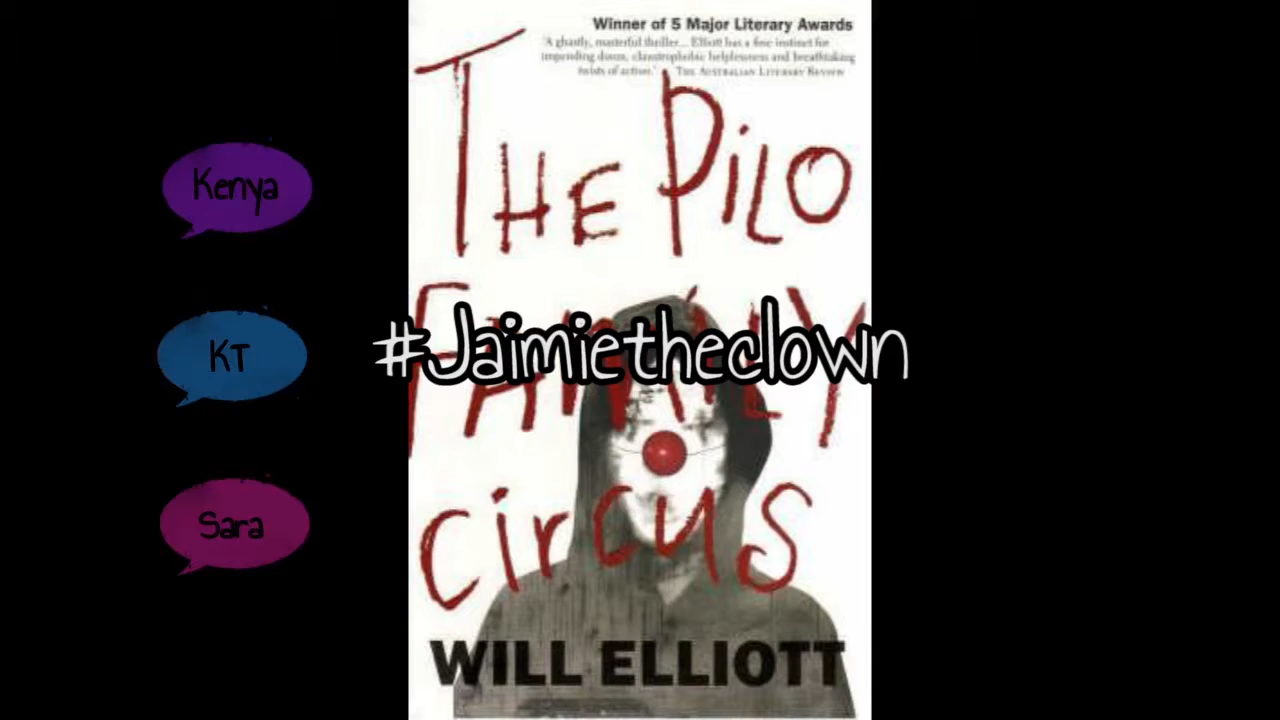 Winner of 5 Major Literary Awards
'A ghastly, masterful thriller... Elliott has a fine instinct for
impending doom, claustrophobic helplessness and breathtaking
twists of action.' THE AUSTRALIAN LITERARY REVIEW
THE PILO
FAMILY
CIRCUS
WILL ELLIOTT
Kenya
KT
Sara
#Jaimietheclown